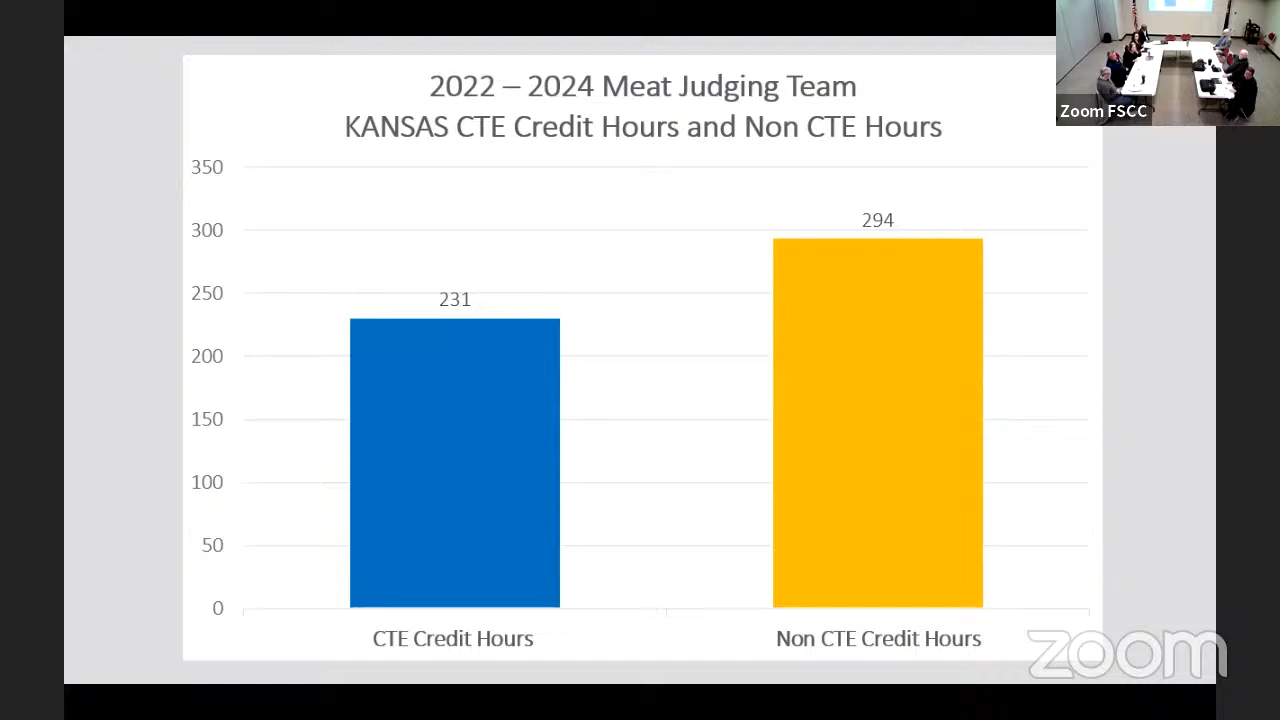 2022 – 2024 Meat Judging Team
KANSAS CTE Credit Hours and Non CTE Hours
350
300
250
200
150
100
50
0
231
294
CTE Credit Hours
Non CTE Credit Hours
Zoom FSCC
zoom